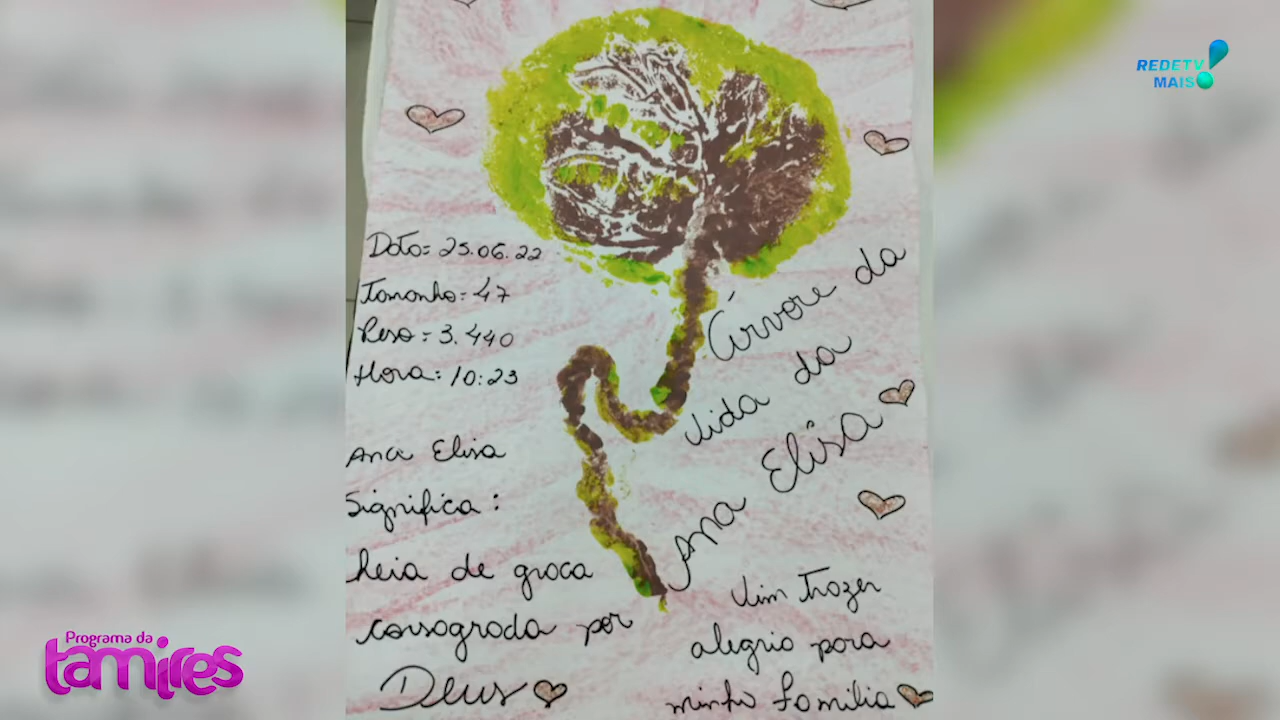 REDETV
MAIS!
Data= 25.06.22
Tamanho= 47
Peso= 3.440
Hora: 10:23
Ana Elisa
Significa:
heia de graça
consagrada por
Deus
Árvore da
Vida da
Ana Elisa
Vim trazer
alegria para
minha família
Programa da
tamires